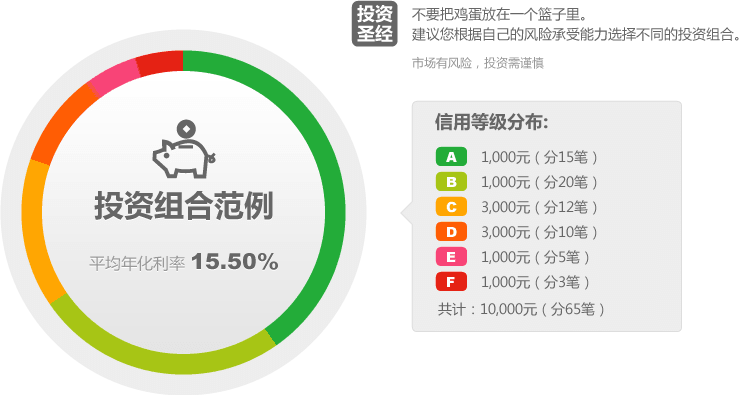 投资
圣经
不要把鸡蛋放在一个篮子里。
建议您根据自己的风险承受能力选择不同的投资组合。
市场有风险，投资需谨慎
投资组合范例
平均年化利率 15.50%
信用等级分布:
A 1,000元 ( 分15笔 )
B 1,000元 ( 分20笔 )
C 3,000元 ( 分12笔 )
D 3,000元 ( 分10笔 )
E 1,000元 ( 分5笔 )
F 1,000元 ( 分3笔 )
共计：10,000元 ( 分65笔 )